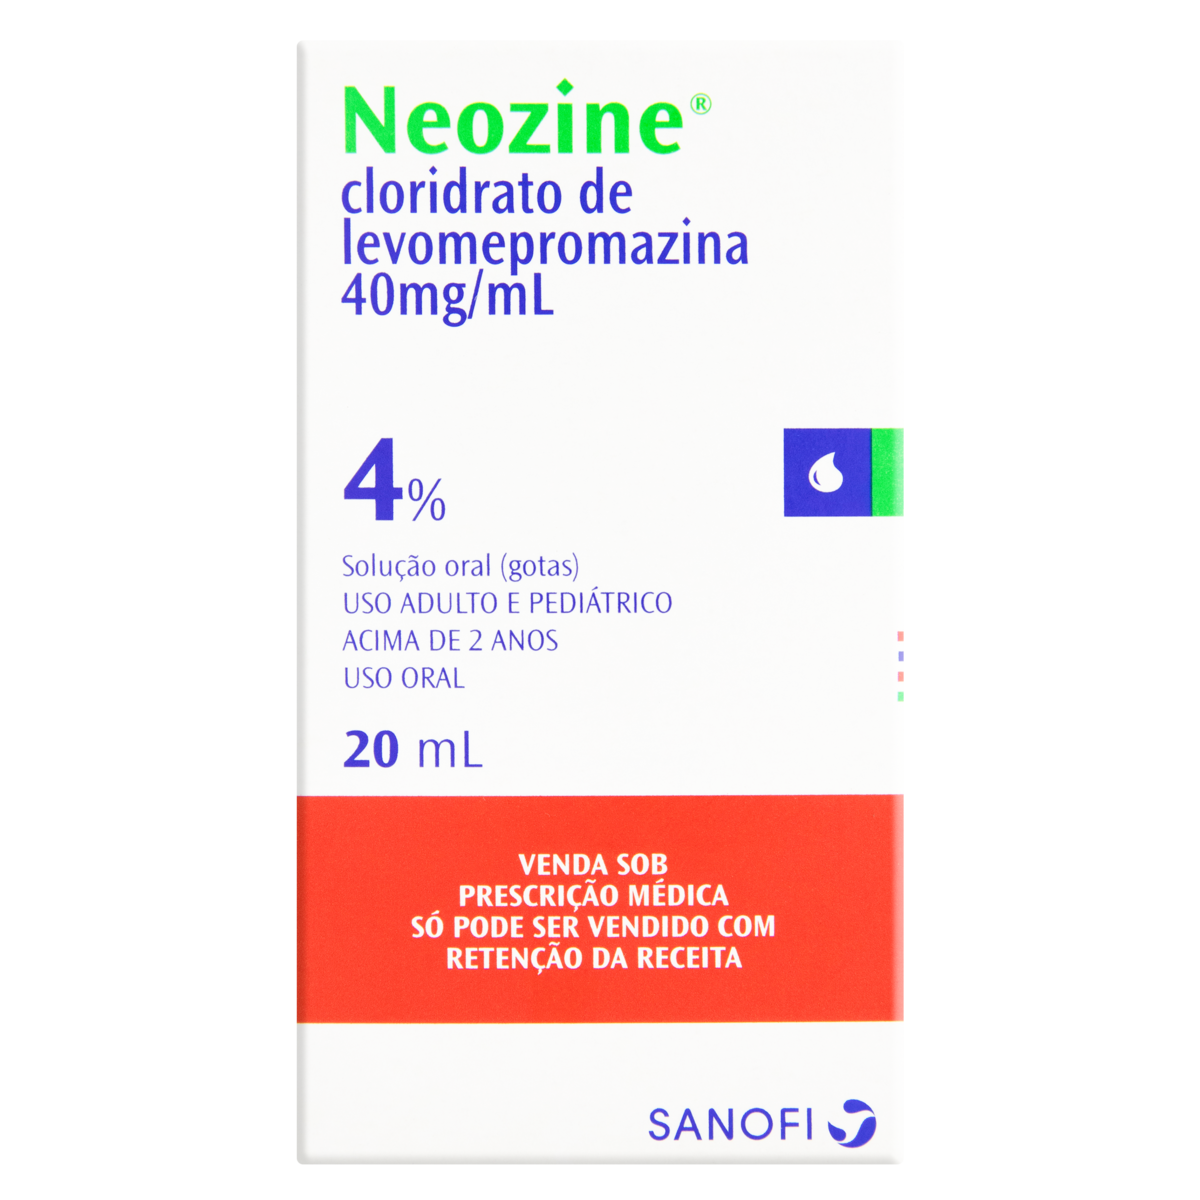 Neozine®
cloridrato de
levomepromazina
40mg/mL
4%
Solução oral (gotas)
USO ADULTO E PEDIÁTRICO
ACIMA DE 2 ANOS
USO ORAL
20 mL
VENDA SOB
PRESCRIÇÃO MÉDICA
SÓ PODE SER VENDIDO COM
RETENÇÃO DA RECEITA
SANOFI